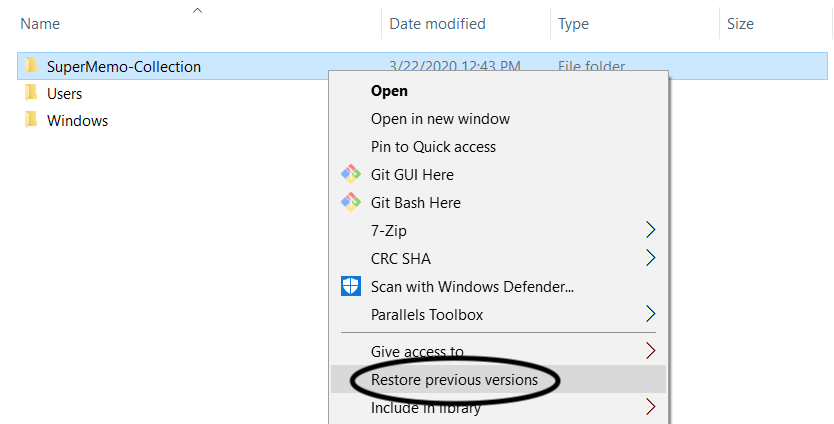 Name Date modified Type Size
SuperMemo-Collection 3/22/2020 12:43 PM File folder
Users
Windows
Open
Open in new window
Pin to Quick access
Git GUI Here
Git Bash Here
7-Zip
CRC SHA
Scan with Windows Defender...
Parallels Toolbox
Give access to
Restore previous versions
Include in library